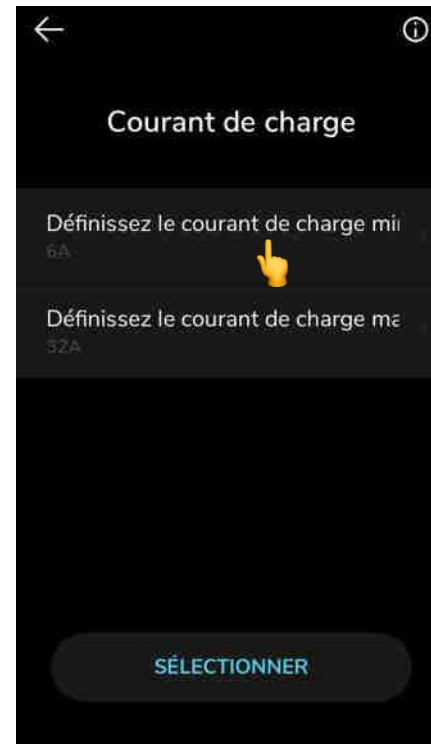 Courant de charge
Définissez le courant de charge mi
6A
Définissez le courant de charge ma
32A
SÉLECTIONNER